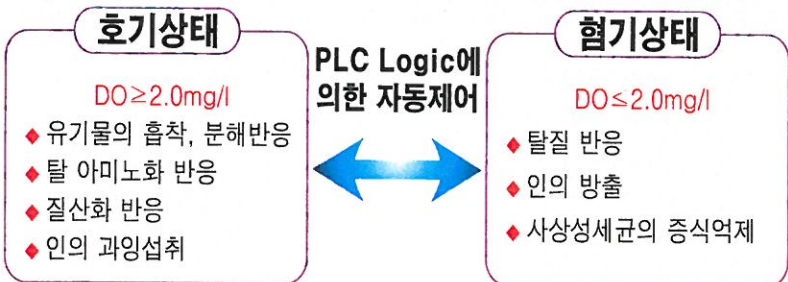 호기상태
DO≥2.0mg/l
◆ 유기물의 흡착, 분해반응
◆ 탈 아미노화 반응
◆ 질산화 반응
◆ 인의 과잉섭취
PLC Logic에
의한 자동제어
혐기상태
DO≤2.0mg/l
◆ 탈질 반응
◆ 인의 방출
◆ 사상성세균의 증식억제